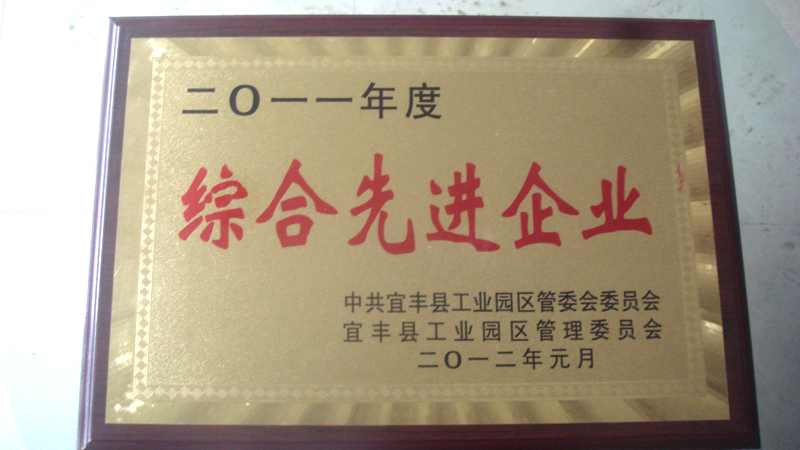 二〇一一年度
综合先进企业
中共宜丰县工业园区管委会委员会
宜丰县工业园区管理委员会
二〇一二年元月